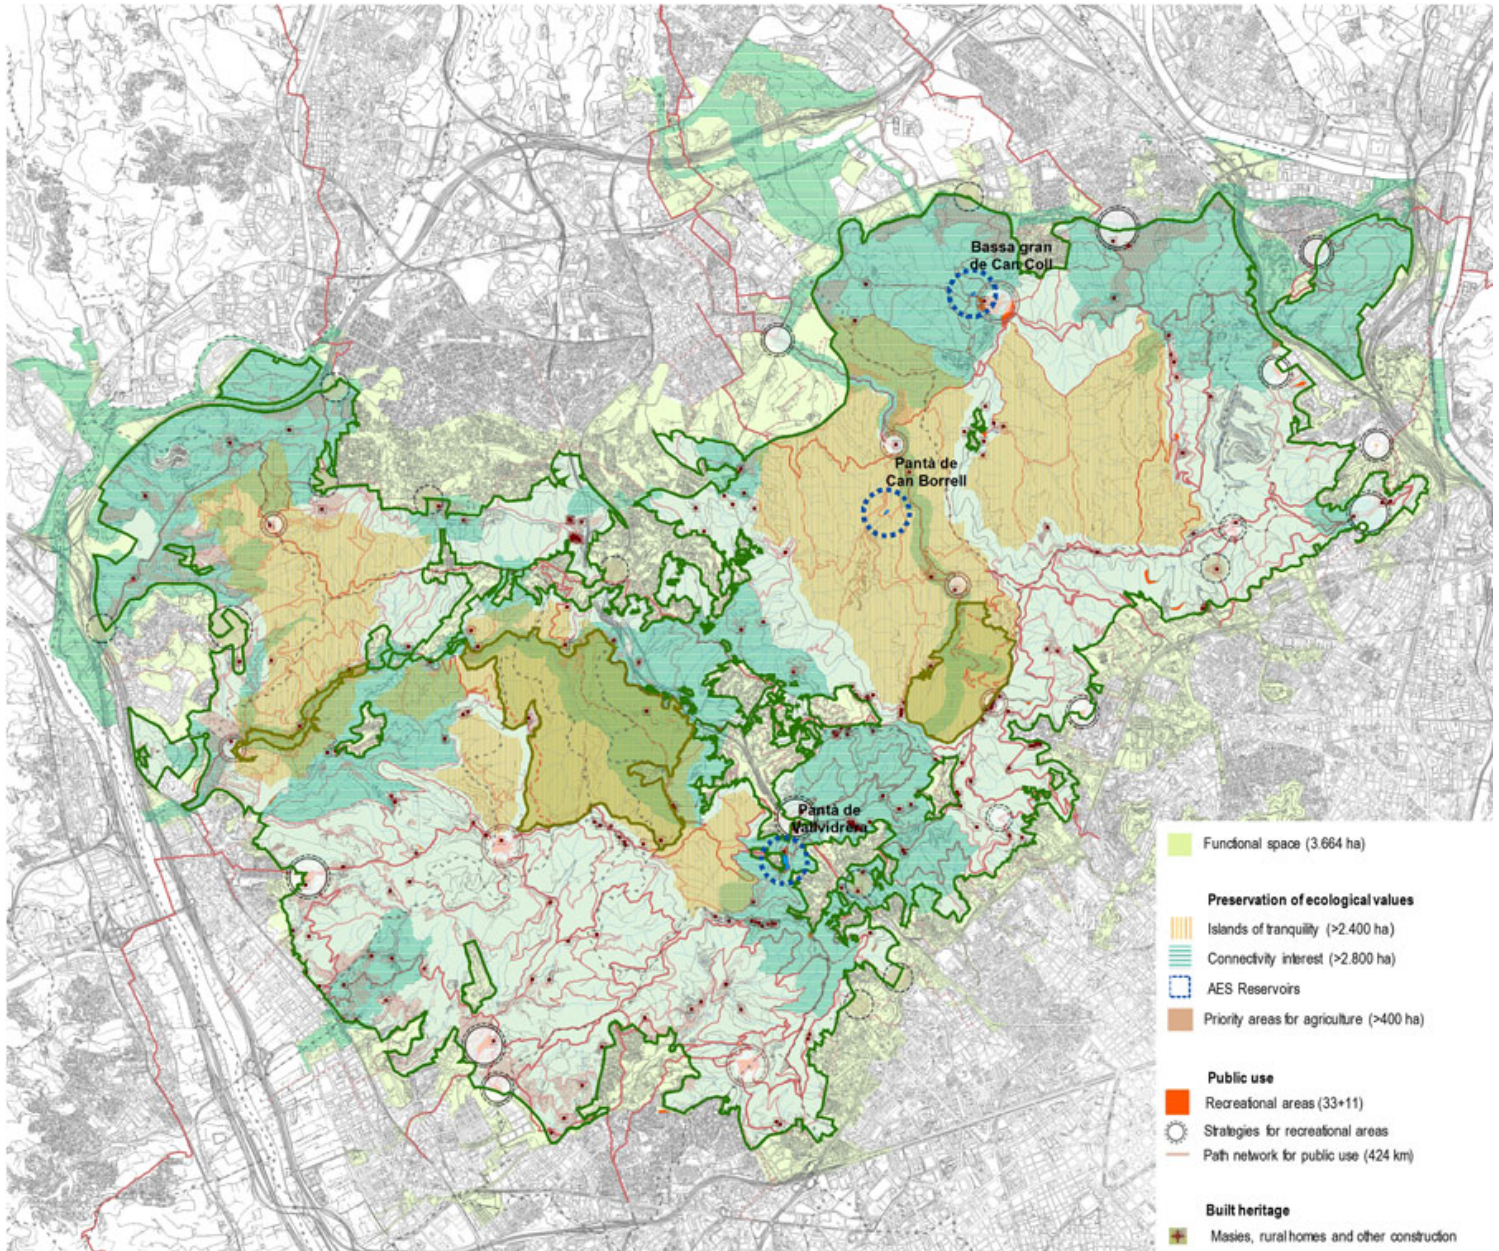 Bassa gran
de Can Coll
Pantà de
Can Borrell
Pantà de
Vallvidrera
Functional space (3.664 ha)
Preservation of ecological values
Islands of tranquility (>2.400 ha)
Connectivity interest (>2.800 ha)
AES Reservoirs
Priority areas for agriculture (>400 ha)
Public use
Recreational areas (33+11)
Strategies for recreational areas
Path network for public use (424 km)
Built heritage
Masies, rural homes and other construction